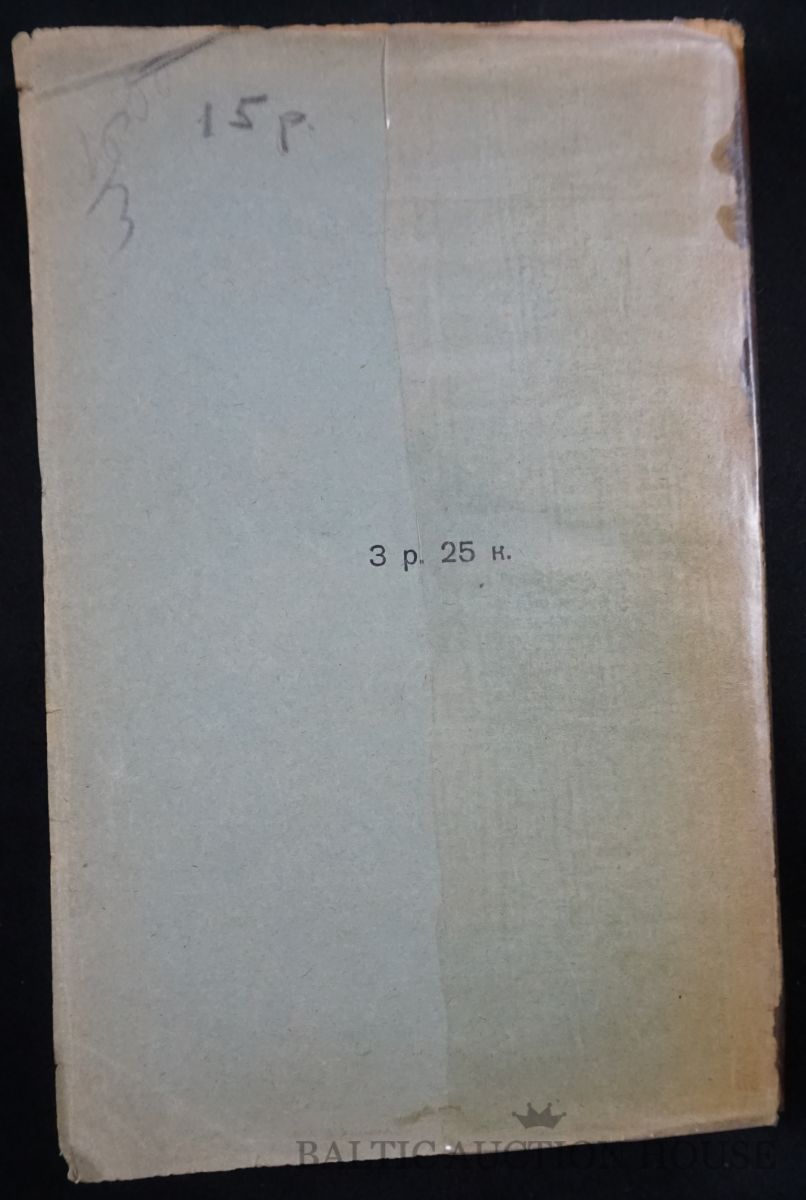 15 р.
3
3 р. 25 к.
BALTIC AUCTION HOUSE